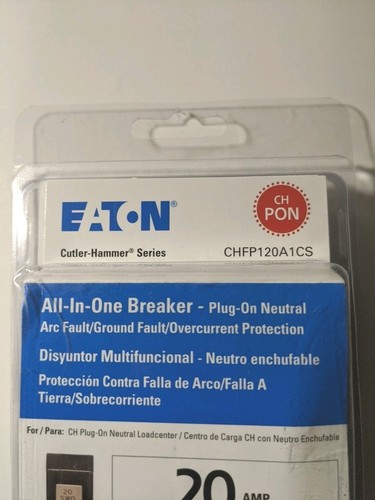 EATON®
CH
PON
Cutler-Hammer® Series
CHFP120A1CS
All-In-One Breaker - Plug-On Neutral
Arc Fault/Ground Fault/Overcurrent Protection
Disyuntor Multifuncional - Neutro enchufable
Protección Contra Falla de Arco/Falla A
Tierra/Sobrecorriente
For / Para: CH Plug-On Neutral Loadcenter / Centro de Carga CH con Neutro Enchufable
20
SWD
20 AMP